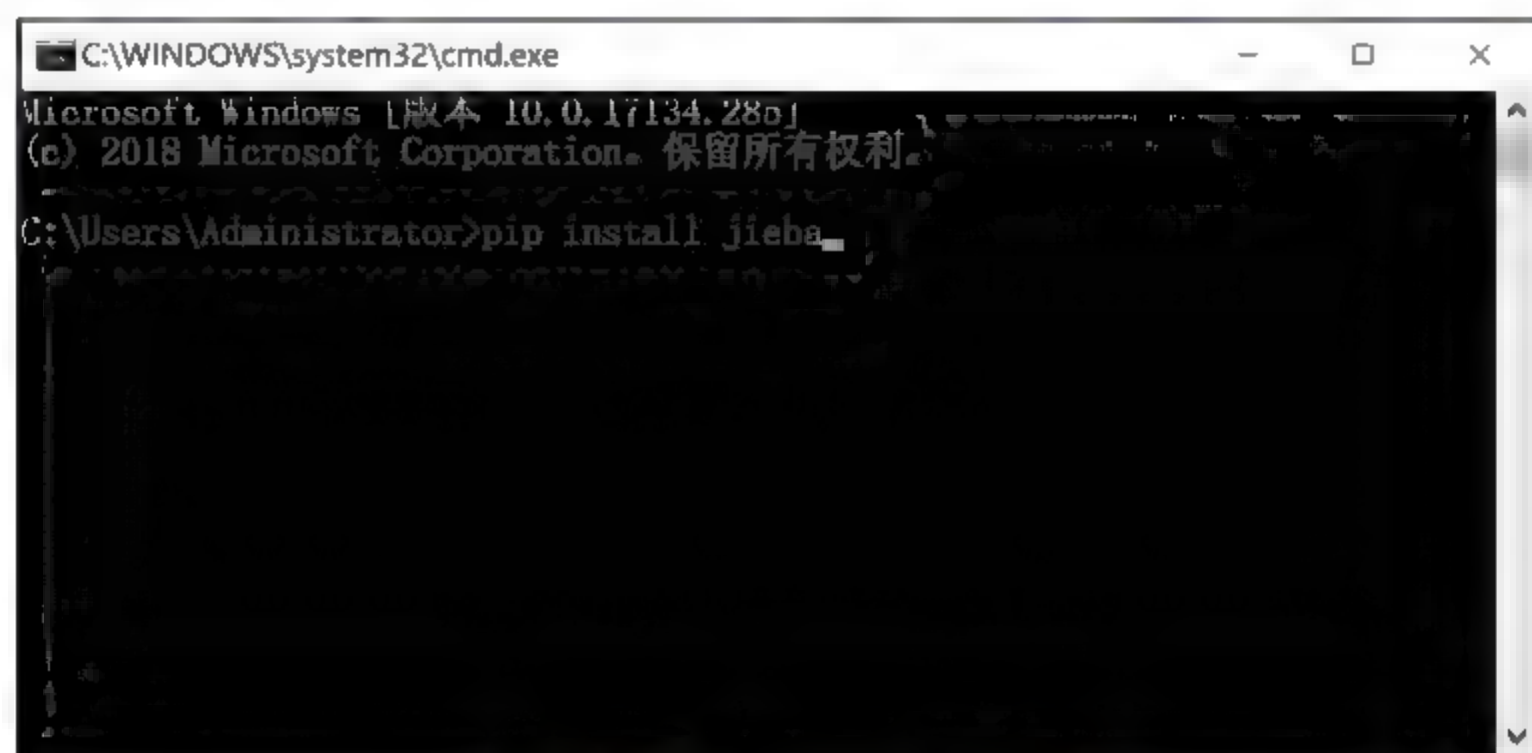 C:\WINDOWS\system32\cmd.exe
Microsoft Windows [版本 10.0.17134.285]
(c) 2018 Microsoft Corporation。保留所有权利。
C:\Users\Administrator>pip install jieba